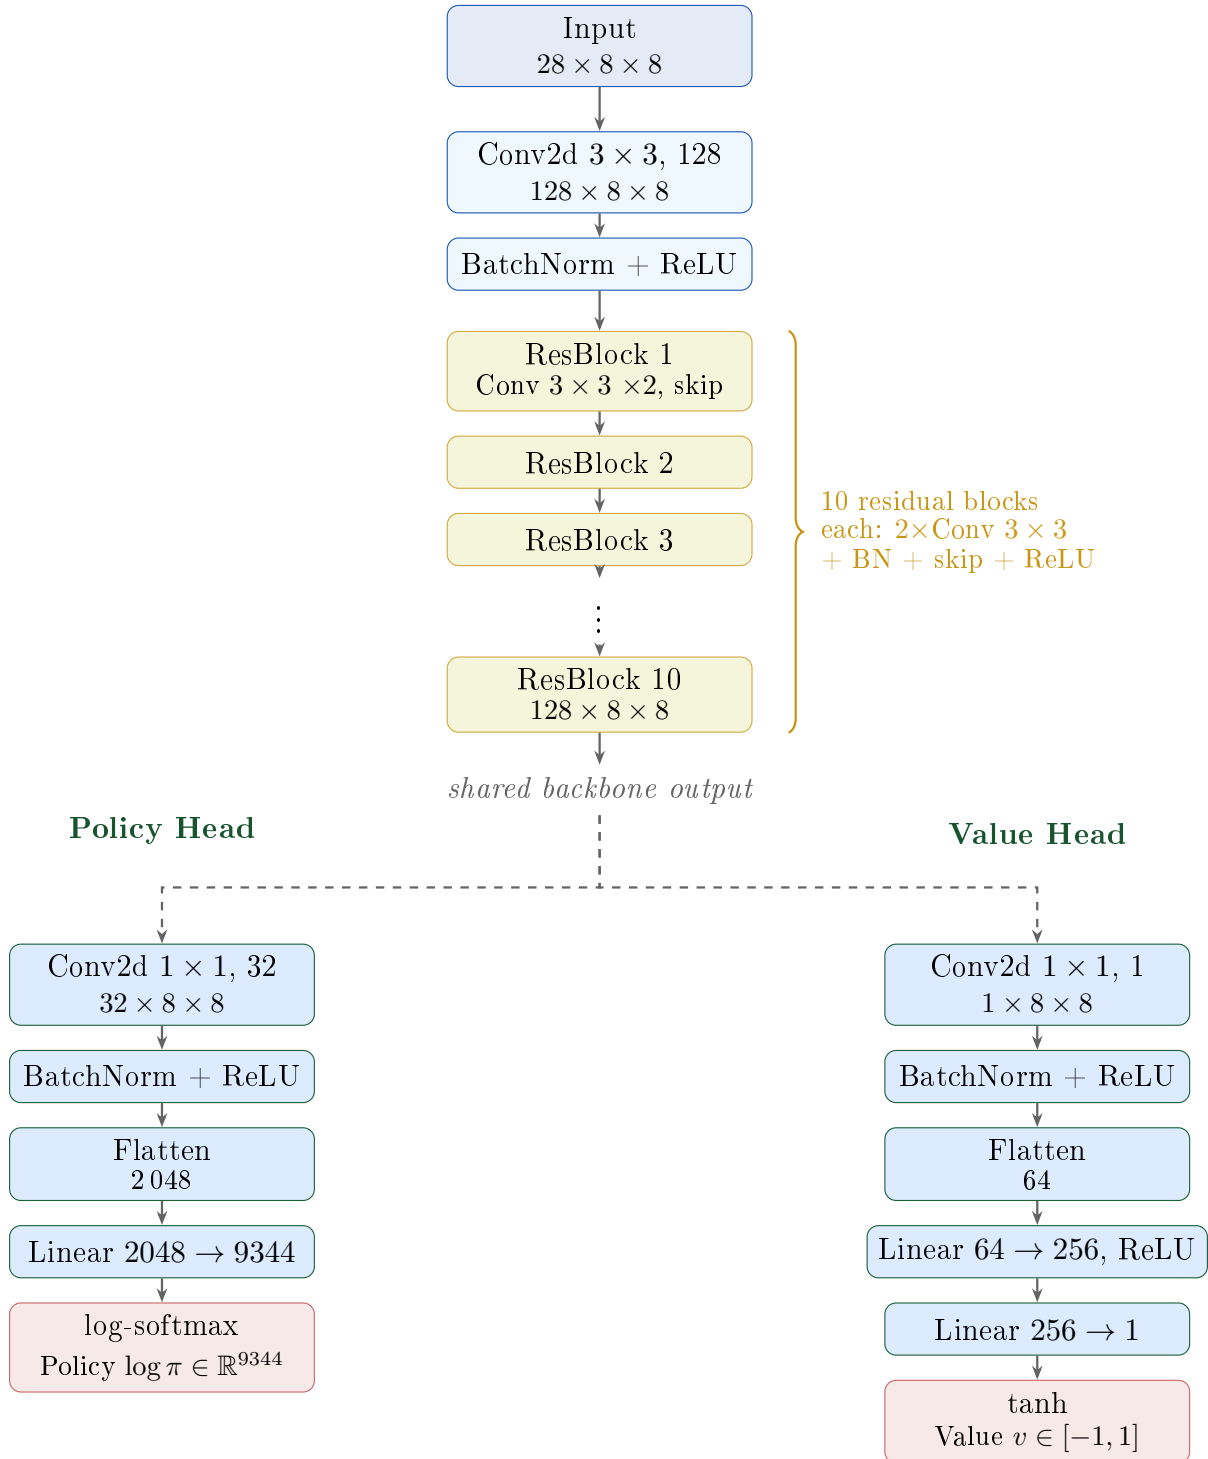 Input
28 × 8 × 8
Conv2d 3 × 3, 128
128 × 8 × 8
BatchNorm + ReLU
ResBlock 1
Conv 3 × 3 ×2, skip
ResBlock 2
ResBlock 3
⋮
ResBlock 10
128 × 8 × 8
10 residual blocks
each: 2×Conv 3 × 3
+ BN + skip + ReLU
shared backbone output
Policy Head
Conv2d 1 × 1, 32
32 × 8 × 8
BatchNorm + ReLU
Flatten
2 048
Linear 2048 → 9344
log-softmax
Policy log π ∈ ℝ^9344
Value Head
Conv2d 1 × 1, 1
1 × 8 × 8
BatchNorm + ReLU
Flatten
64
Linear 64 → 256, ReLU
Linear 256 → 1
tanh
Value v ∈ [−1, 1]